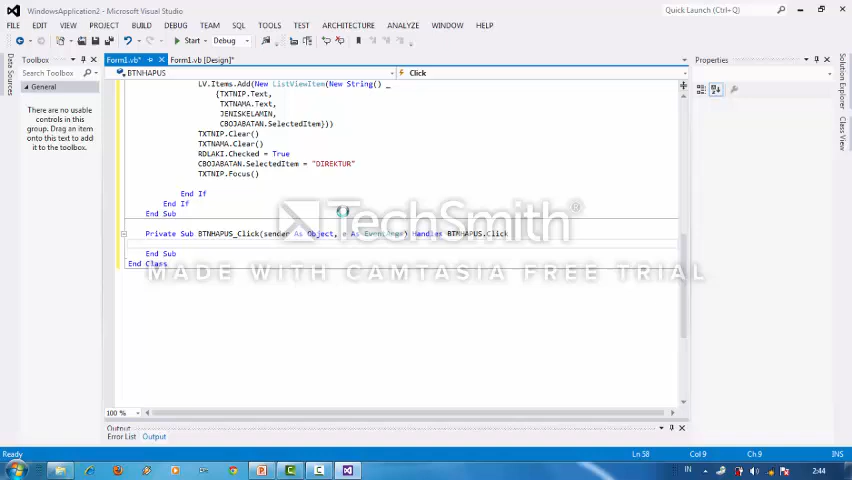 WindowsApplication2 - Microsoft Visual Studio
Quick Launch (Ctrl+Q)
FILE EDIT VIEW PROJECT BUILD DEBUG TEAM SQL TOOLS TEST ARCHITECTURE ANALYZE WINDOW HELP
Start Debug
Data Sources
Toolbox
Search Toolbox
General
There are no usable
controls in this
group. Drag an item
onto this text to add
it to the toolbox.
Form1.vb* Form1.vb [Design]*
BTNHAPUS Click
LV.Items.Add(New ListViewItem(New String() _
{TXTNIP.Text,
TXTNAMA.Text,
JENISKELAMIN,
CBOJABATAN.SelectedItem}))
TXTNIP.Clear()
TXTNAMA.Clear()
RDLAKI.Checked = True
CBOJABATAN.SelectedItem = "DIREKTUR"
TXTNIP.Focus()
End If
End If
End Sub
Private Sub BTNHAPUS_Click(sender As Object, e As EventArgs) Handles BTNHAPUS.Click
End Sub
End Class
TechSmith
MADE WITH CAMTASIA FREE TRIAL
100 %
Output
Error List Output
Properties
Solution Explorer
Class View
Ready Ln 58 Col 9 Ch 9 INS
IN 2:44